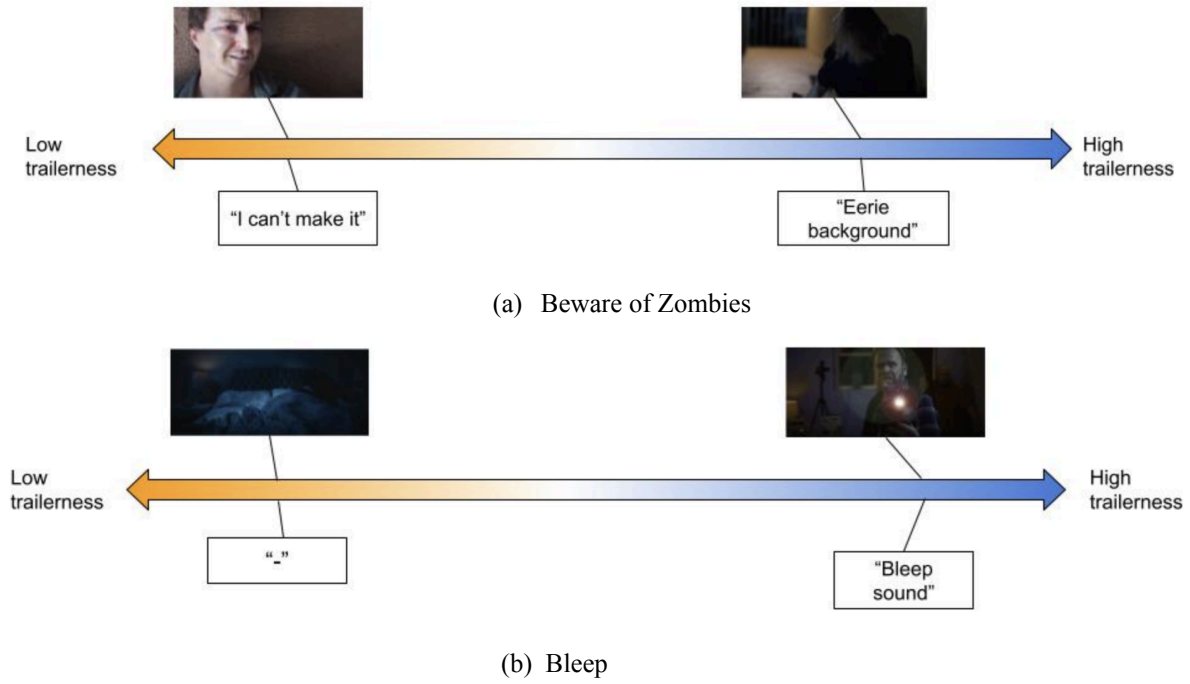 Low
trailerness
High
trailerness
“I can’t make it”
“Eerie
background”
(a) Beware of Zombies
Low
trailerness
High
trailerness
“-”
“Bleep
sound”
(b) Bleep